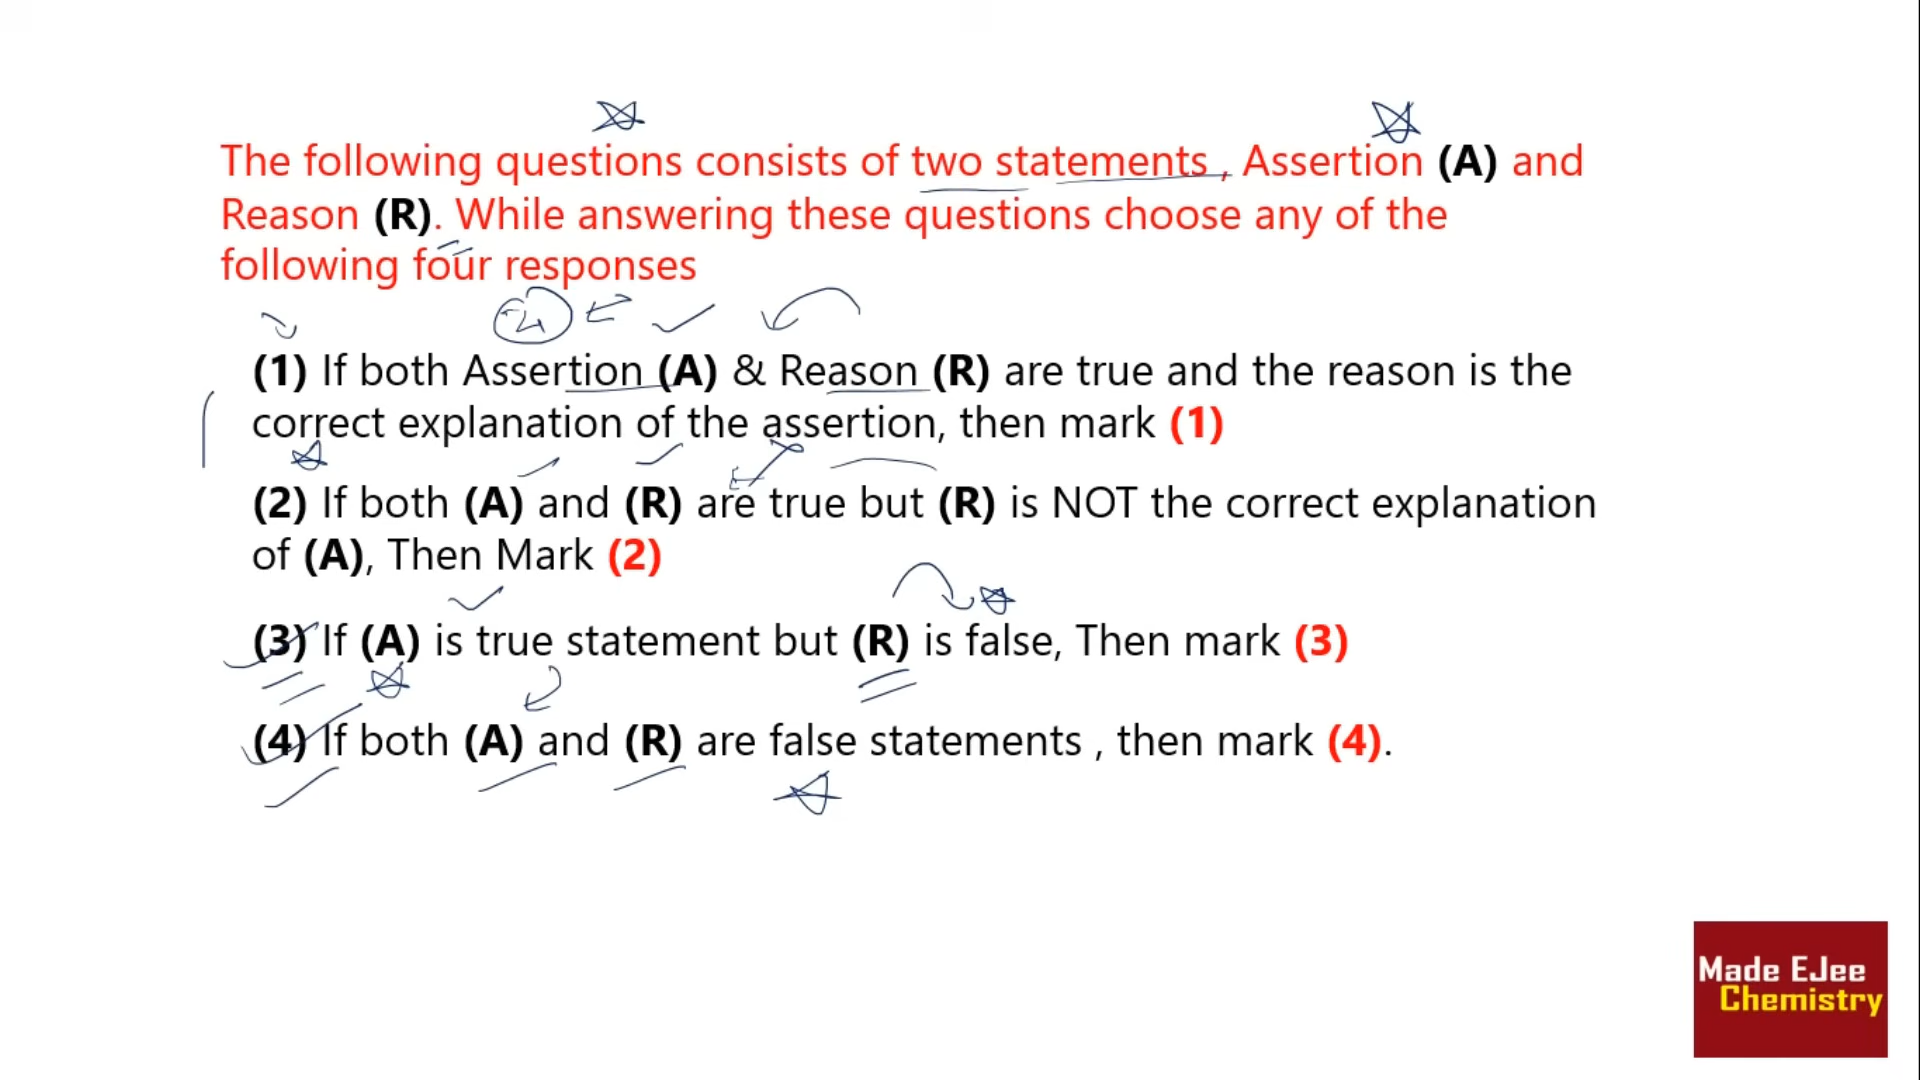 The following questions consists of two statements , Assertion (A) and
Reason (R). While answering these questions choose any of the
following four responses
(1) If both Assertion (A) & Reason (R) are true and the reason is the
correct explanation of the assertion, then mark (1)
(2) If both (A) and (R) are true but (R) is NOT the correct explanation
of (A), Then Mark (2)
(3) If (A) is true statement but (R) is false, Then mark (3)
(4) If both (A) and (R) are false statements , then mark (4).
Made EJee
Chemistry